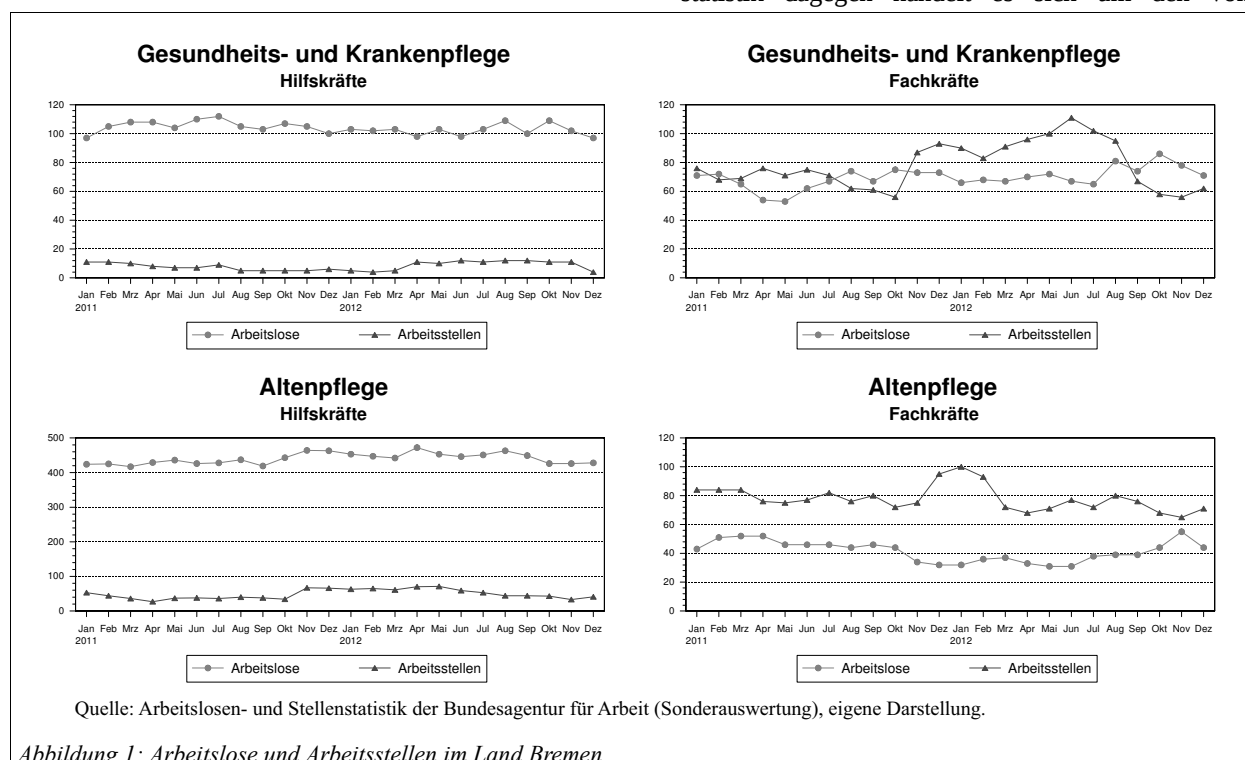 statistik dagegen handelt es sich um den von
Gesundheits- und Krankenpflege
Hilfskräfte
120
100
80
60
40
20
0
Jan Feb Mrz Apr Mai Jun Jul Aug Sep Okt Nov Dez Jan Feb Mrz Apr Mai Jun Jul Aug Sep Okt Nov Dez
2011 2012
Arbeitslose Arbeitsstellen
Gesundheits- und Krankenpflege
Fachkräfte
120
100
80
60
40
20
0
Jan Feb Mrz Apr Mai Jun Jul Aug Sep Okt Nov Dez Jan Feb Mrz Apr Mai Jun Jul Aug Sep Okt Nov Dez
2011 2012
Arbeitslose Arbeitsstellen
Altenpflege
Hilfskräfte
500
400
300
200
100
0
Jan Feb Mrz Apr Mai Jun Jul Aug Sep Okt Nov Dez Jan Feb Mrz Apr Mai Jun Jul Aug Sep Okt Nov Dez
2011 2012
Arbeitslose Arbeitsstellen
Altenpflege
Fachkräfte
120
100
80
60
40
20
0
Jan Feb Mrz Apr Mai Jun Jul Aug Sep Okt Nov Dez Jan Feb Mrz Apr Mai Jun Jul Aug Sep Okt Nov Dez
2011 2012
Arbeitslose Arbeitsstellen
Quelle: Arbeitslosen- und Stellenstatistik der Bundesagentur für Arbeit (Sonderauswertung), eigene Darstellung.
Abbildung 1: Arbeitslose und Arbeitsstellen im Land Bremen